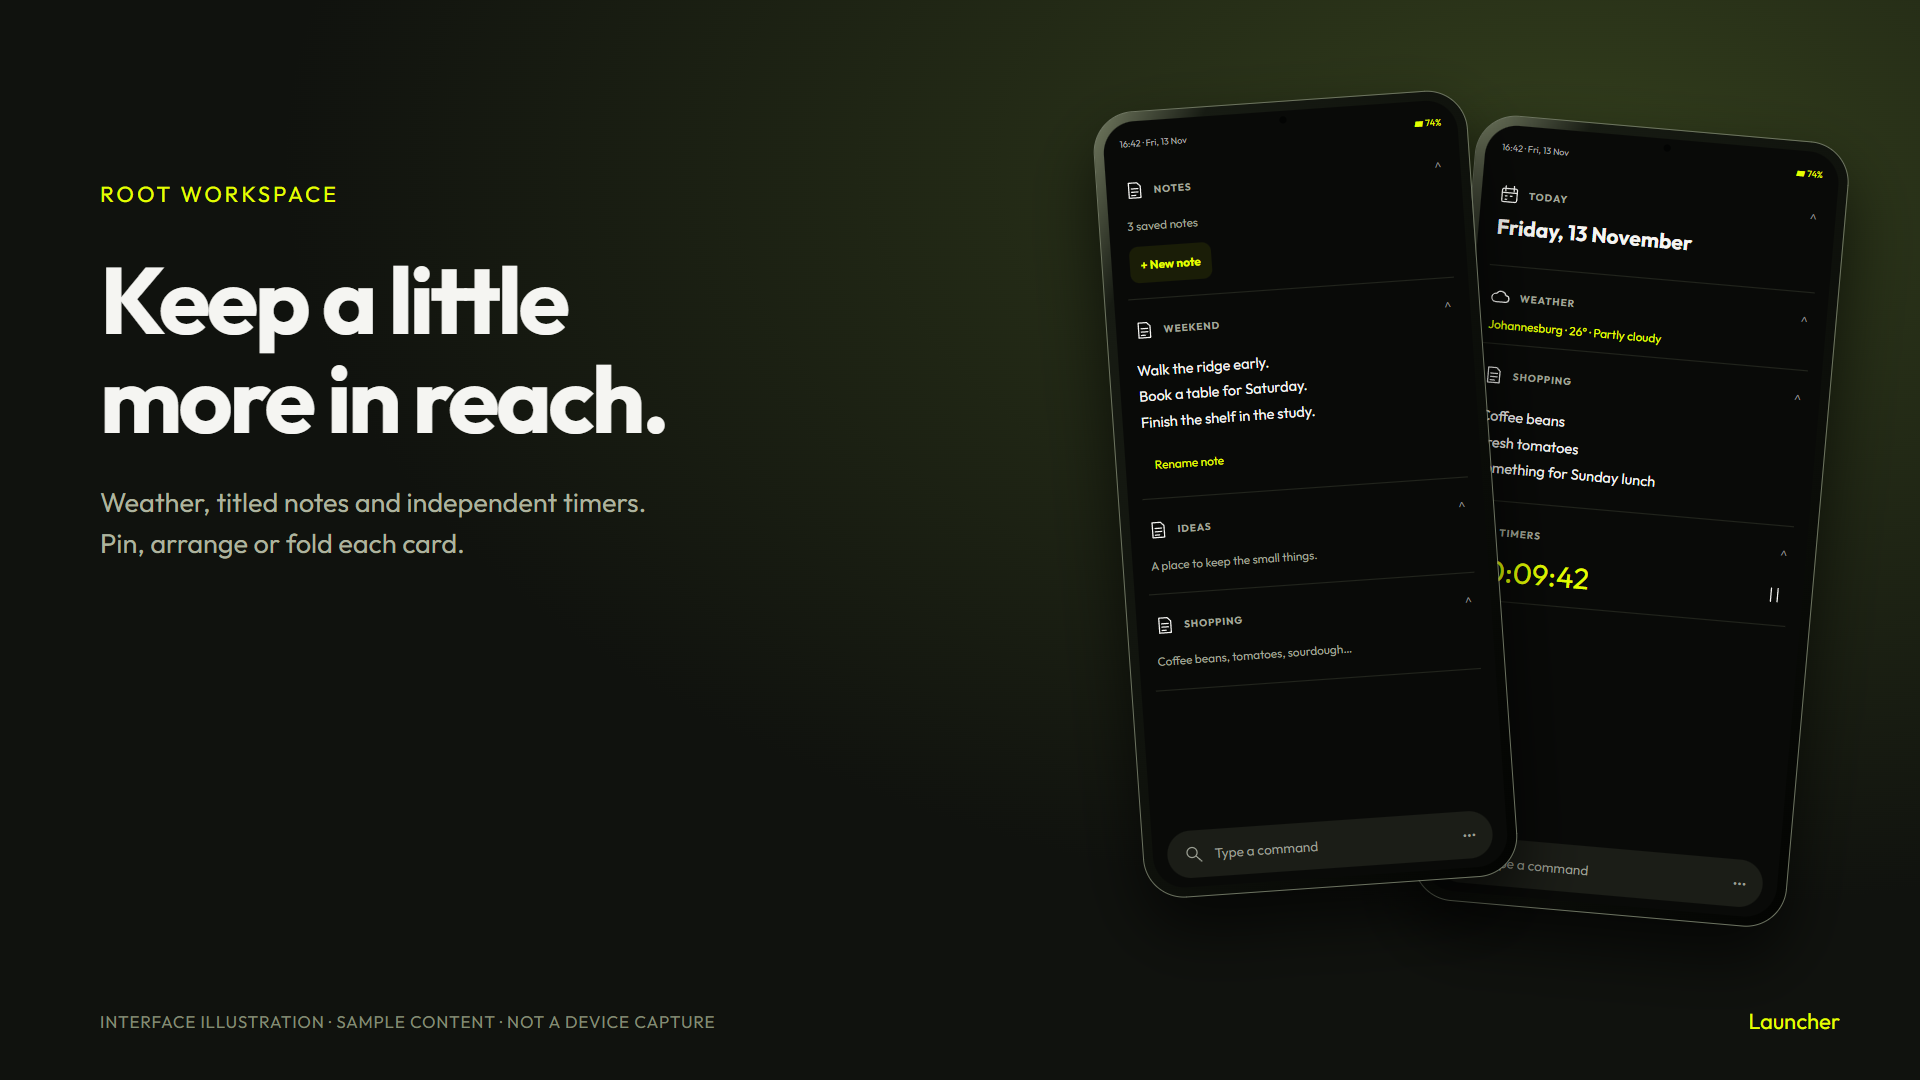 ROOT WORKSPACE
Keep a little
more in reach.
Weather, titled notes and independent timers.
Pin, arrange or fold each card.
16:42 · Fri, 13 Nov
74%
NOTES
3 saved notes
+ New note
WEEKEND
Walk the ridge early.
Book a table for Saturday.
Finish the shelf in the study.
Rename note
IDEAS
A place to keep the small things.
SHOPPING
Coffee beans, tomatoes, sourdough…
Type a command
16:42 · Fri, 13 Nov
74%
TODAY
Friday, 13 November
WEATHER
Johannesburg · 26° · Partly cloudy
SHOPPING
Coffee beans
tomatoes
for Sunday lunch
TIMERS
:09:42
a command
INTERFACE ILLUSTRATION · SAMPLE CONTENT · NOT A DEVICE CAPTURE
Launcher